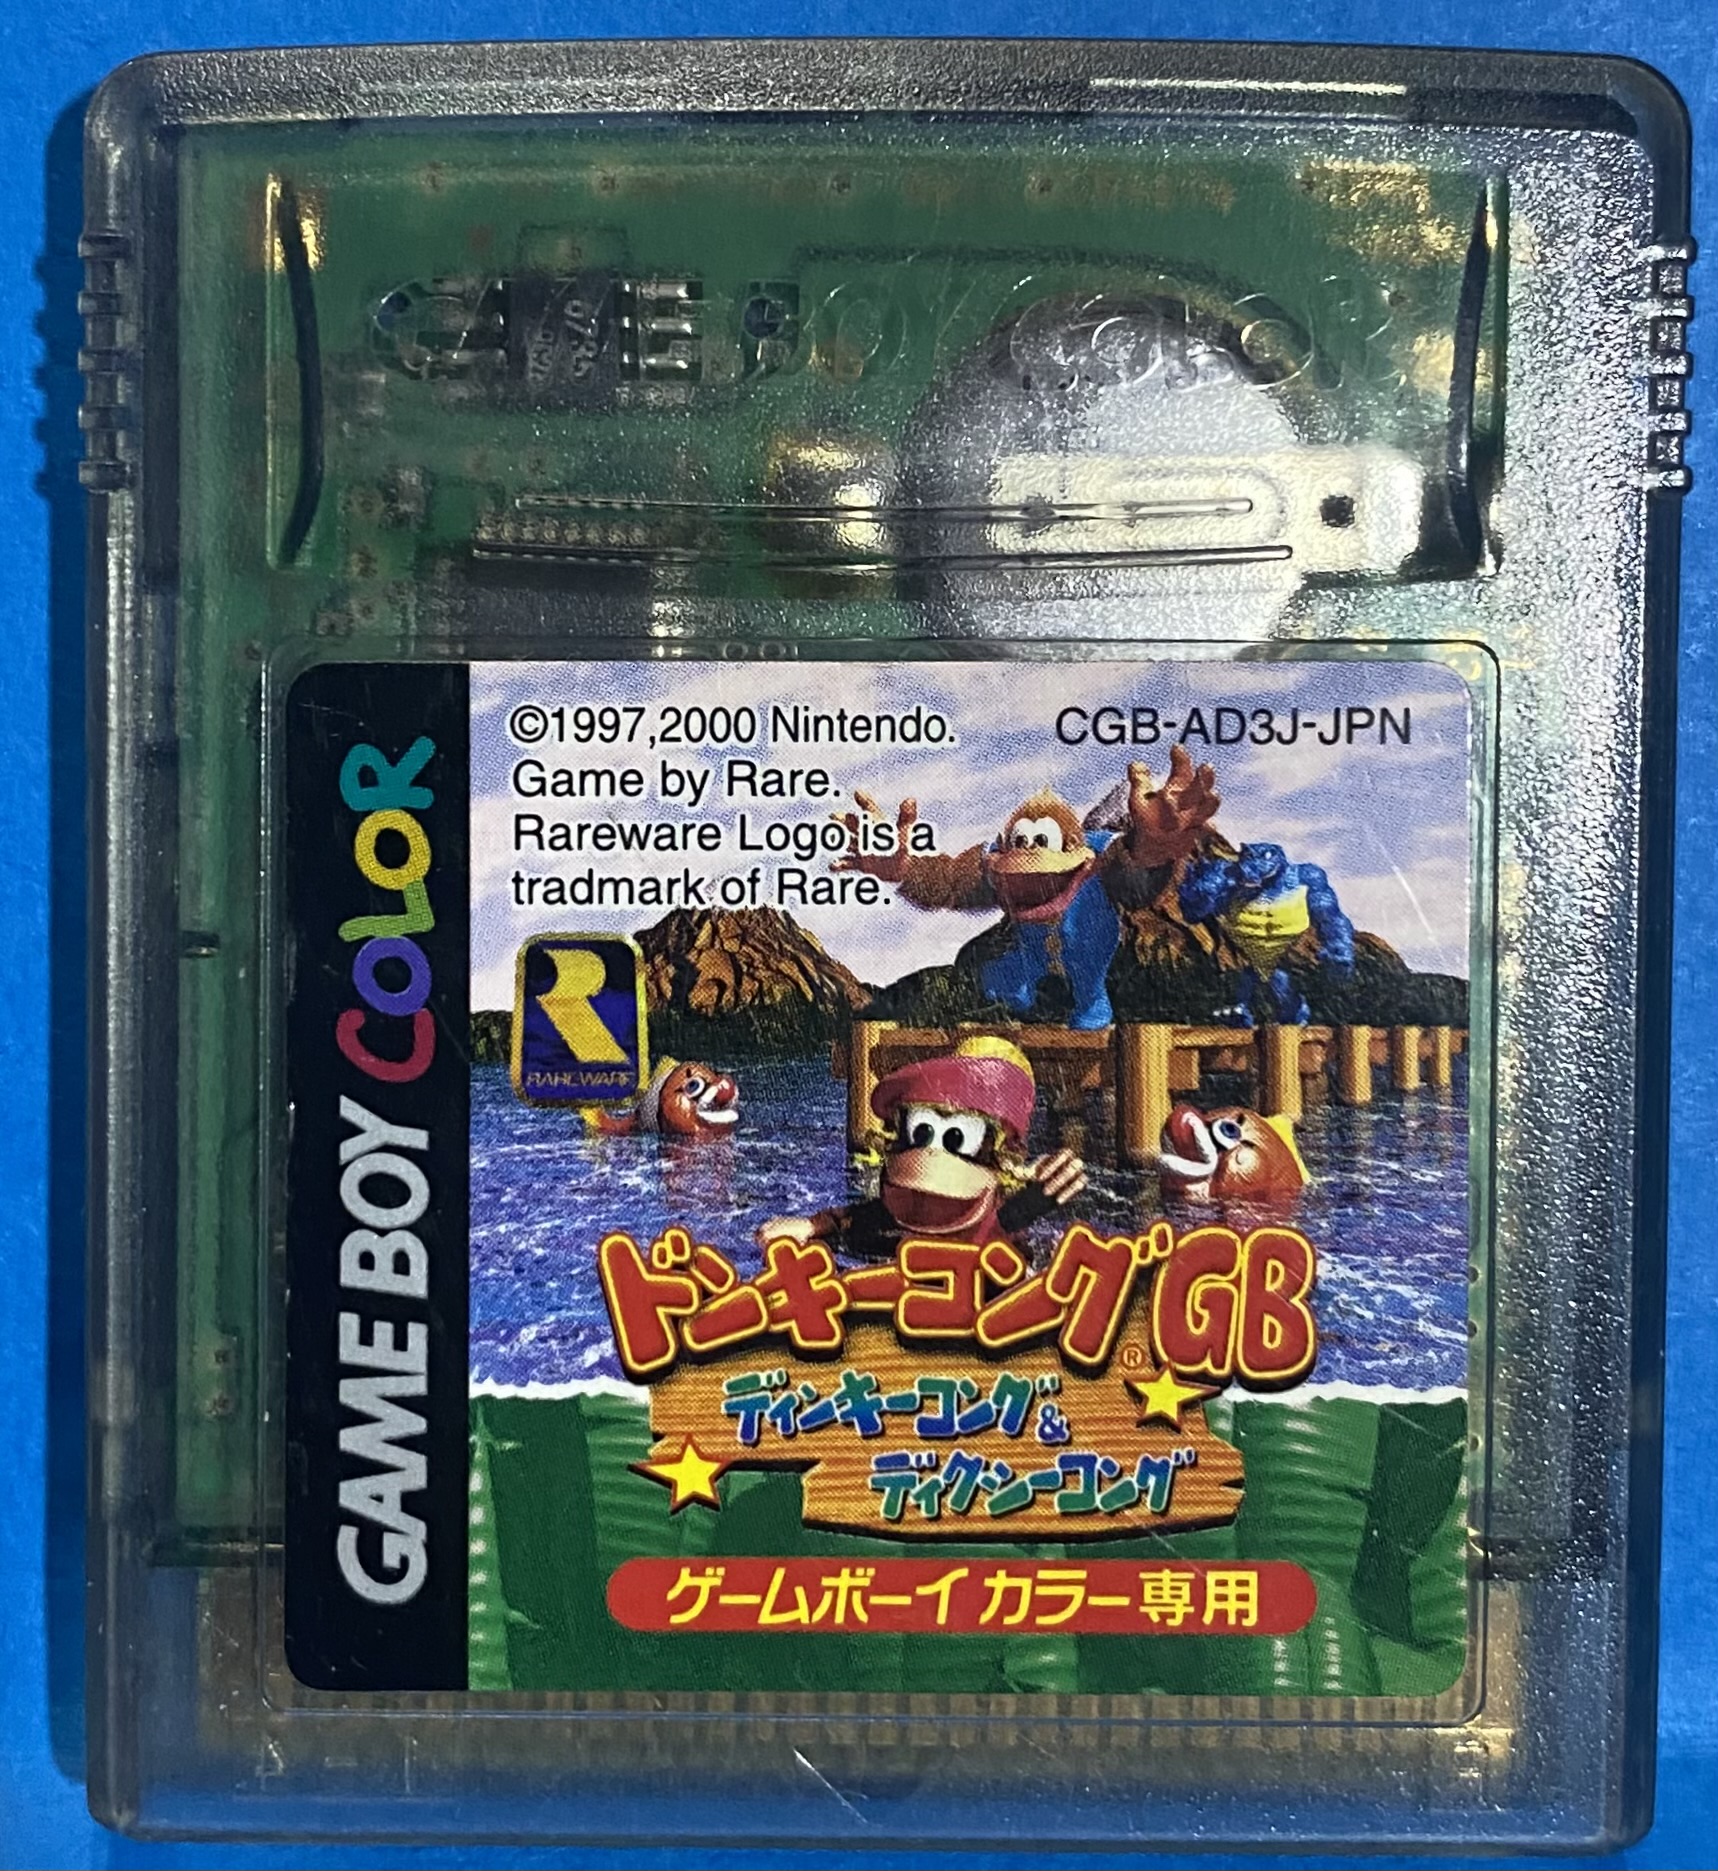 ©1997,2000 Nintendo. CGB-AD3J-JPN
Game by Rare.
Rareware Logo is a
tradmark of Rare.
RAREWARE
GAME BOY COLOR
ドンキーコングGB
®
ディンキーコング&
ディクシーコング
ゲームボーイカラー専用